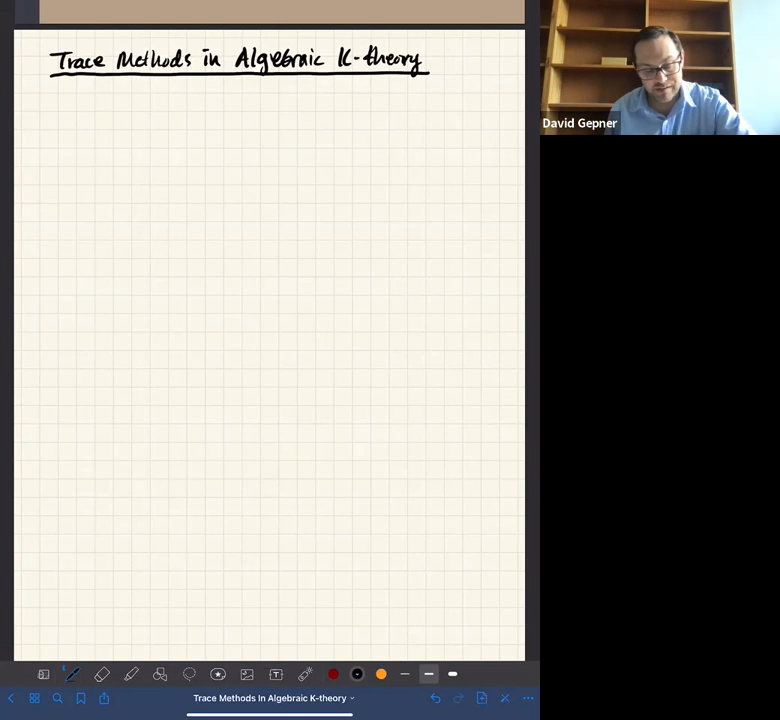 Trace Methods in Algebraic K-theory
David Gepner
Trace Methods In Algebraic K-theory